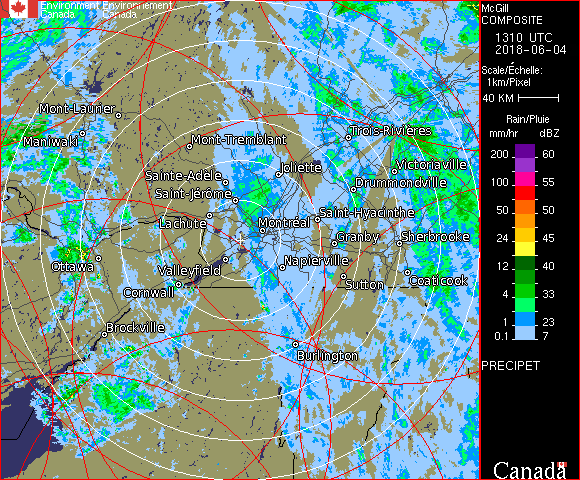 Environment Environnement
Canada Canada
McGill
COMPOSITE
1310 UTC
2018-06-04
Scale/Échelle:
1km/Pixel
40 KM
Rain/Pluie
mm/hr dBZ
200 60
100 55
50 50
24 45
12 40
4 33
1 23
0.1 7
PRECIPET
Canada
Mont-Laurier
Maniwaki
Mont-Tremblant
Trois-Rivières
Sainte-Adèle
Joliette
Victoriaville
Saint-Jérôme
Drummondville
Lachute
Montréal
Saint-Hyacinthe
Granby
Sherbrooke
Ottawa
Valleyfield
Napierville
Cornwall
Sutton
Coaticook
Brockville
Burlington